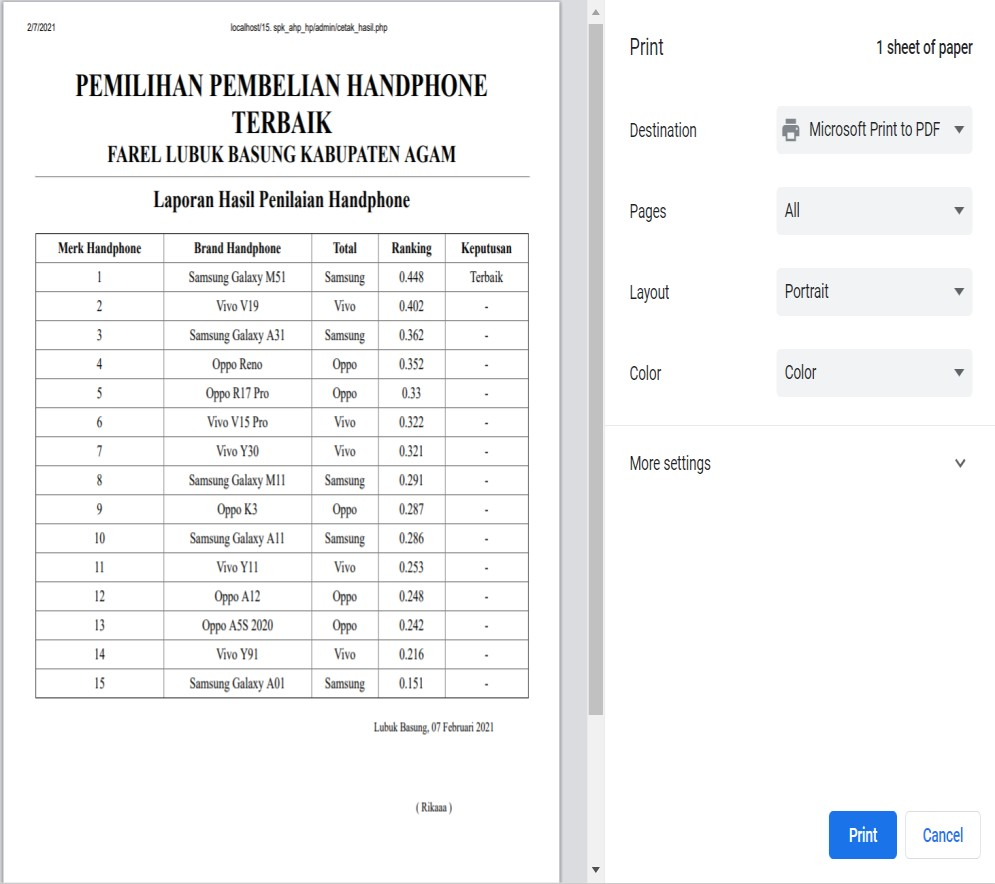 2/7/2021 localhost/15. spk_ahp_hp/admin/cetak_hasil.php
PEMILIHAN PEMBELIAN HANDPHONE
TERBAIK
FAREL LUBUK BASUNG KABUPATEN AGAM
Laporan Hasil Penilaian Handphone
Merk Handphone Brand Handphone Total Ranking Keputusan
1 Samsung Galaxy M51 Samsung 0.448 Terbaik
2 Vivo V19 Vivo 0.402 -
3 Samsung Galaxy A31 Samsung 0.362 -
4 Oppo Reno Oppo 0.352 -
5 Oppo R17 Pro Oppo 0.33 -
6 Vivo V15 Pro Vivo 0.322 -
7 Vivo Y30 Vivo 0.321 -
8 Samsung Galaxy M11 Samsung 0.291 -
9 Oppo K3 Oppo 0.287 -
10 Samsung Galaxy A11 Samsung 0.286 -
11 Vivo Y11 Vivo 0.253 -
12 Oppo A12 Oppo 0.248 -
13 Oppo A5S 2020 Oppo 0.242 -
14 Vivo Y91 Vivo 0.216 -
15 Samsung Galaxy A01 Samsung 0.151 -
Lubuk Basung, 07 Februari 2021
( Rikaaa )
Print 1 sheet of paper
Destination Microsoft Print to PDF
Pages All
Layout Portrait
Color Color
More settings
Print Cancel